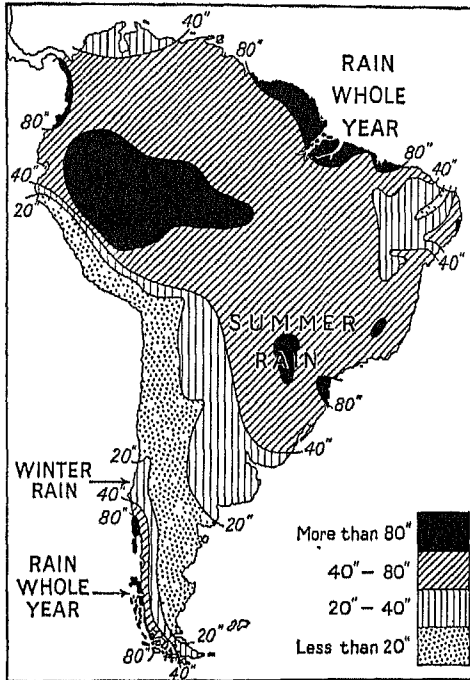 40"
80"
RAIN
WHOLE
YEAR
80"
80"
40"
40"
20"
40"
SUMMER
RAIN
80"
40"
20"
WINTER
RAIN
40"
80"
20"
RAIN
WHOLE
YEAR
More than 80"
40" – 80"
20" – 40"
Less than 20"
20"
80"
80"
40"
40"